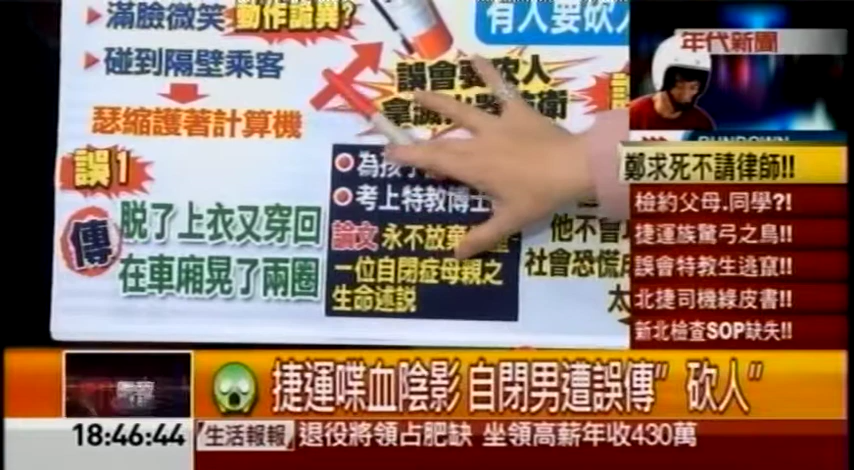 滿臉微笑 動作詭異?
碰到隔壁乘客
瑟縮護著計算機
有人要砍人
誤會要砍人
誤1
傳
脱了上衣又穿回
在車廂晃了兩圈
為孩子
考上特教博士
論文 永不放棄
一位自閉症母親之
生命述説
他不會
社會恐慌
太
年代新聞
RUNDOWN
鄭求死不請律師!!
檢約父母.同學?!
捷運族驚弓之鳥!!
誤會特教生逃竄!!
北捷司機綠皮書!!
新北檢查SOP缺失!!
捷運喋血陰影 自閉男遭誤傳"砍人"
18:46:44
生活報報
退役將領占肥缺 坐領高薪年收430萬